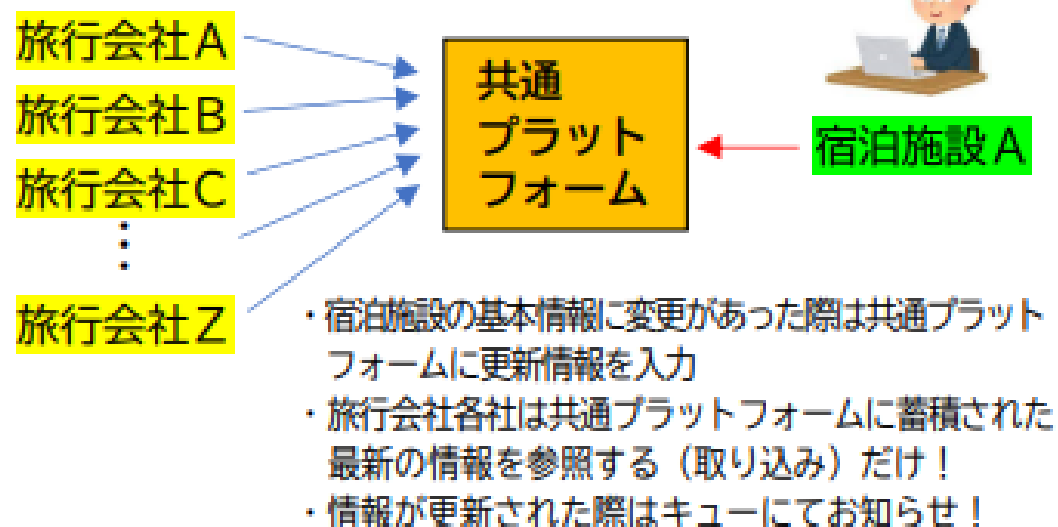 旅行会社A
旅行会社B
旅行会社C
⋮
旅行会社Z
共通
プラット
フォーム
宿泊施設A
・宿泊施設の基本情報に変更があった際は共通プラット
フォームに更新情報を入力
・旅行会社各社は共通プラットフォームに蓄積された
最新の情報を参照する（取り込み）だけ！
・情報が更新された際はキューにてお知らせ！